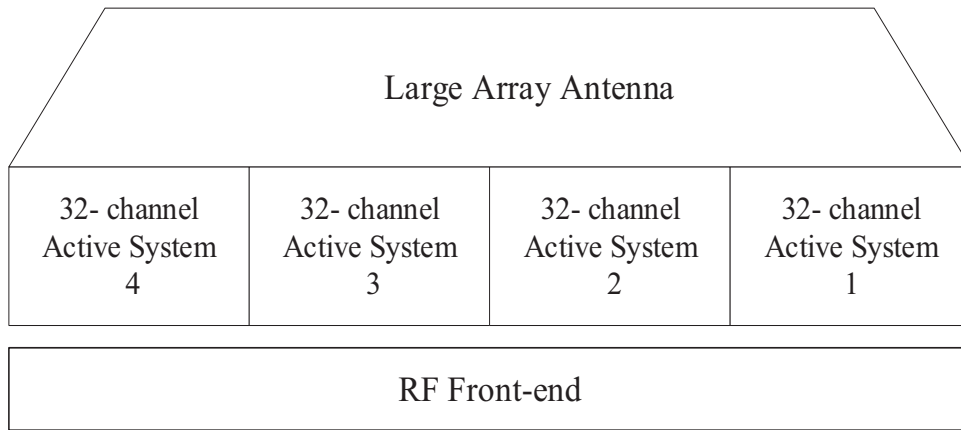 Large Array Antenna
32- channel
Active System
4
32- channel
Active System
3
32- channel
Active System
2
32- channel
Active System
1
RF Front-end